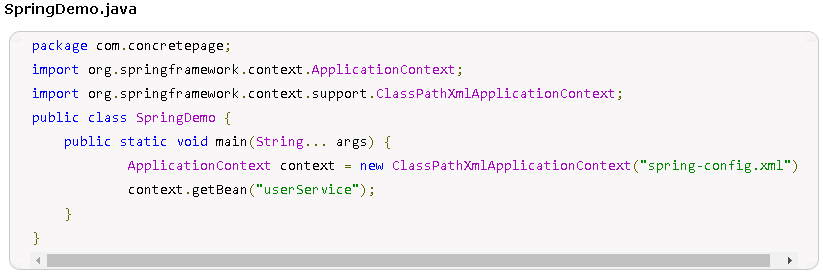 SpringDemo.java
package com.concretepage;
import org.springframework.context.ApplicationContext;
import org.springframework.context.support.ClassPathXmlApplicationContext;
public class SpringDemo {
    public static void main(String... args) {
            ApplicationContext context = new ClassPathXmlApplicationContext("spring-config.xml")
            context.getBean("userService");
    }
}